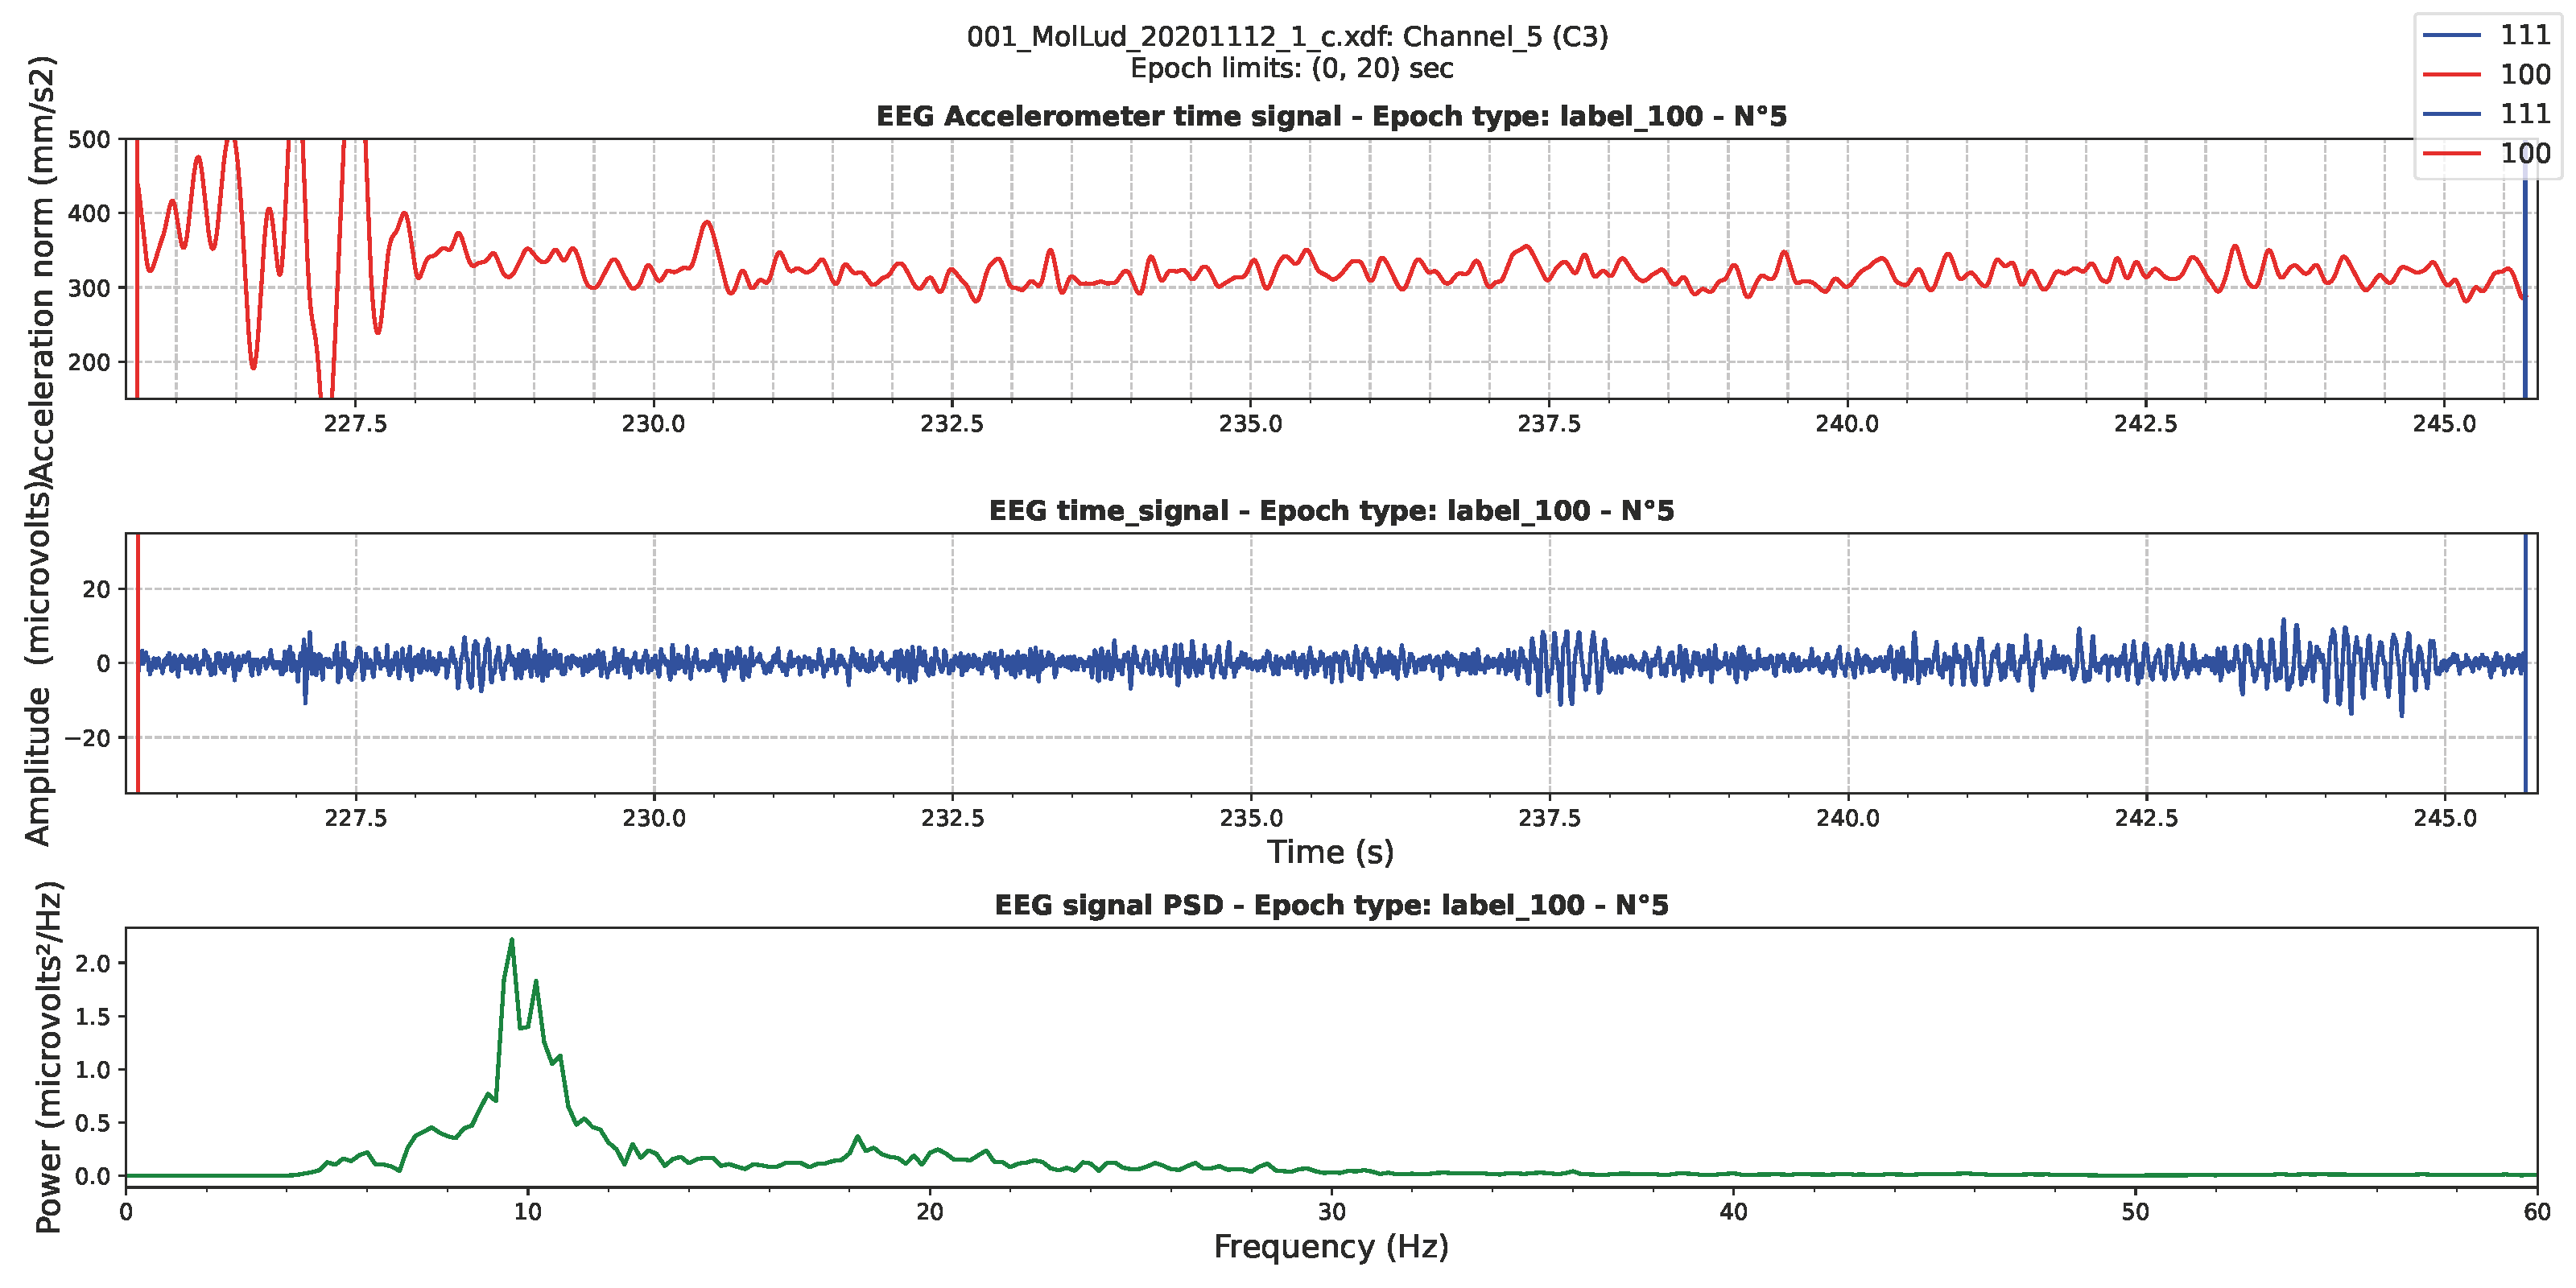 001_MolLud_20201112_1_c.xdf: Channel_5 (C3)
Epoch limits: (0, 20) sec
111
100
111
100
EEG Accelerometer time signal - Epoch type: label_100 - N°5
Acceleration norm (mm/s2)
500
400
300
200
227.5 230.0 232.5 235.0 237.5 240.0 242.5 245.0
EEG time_signal - Epoch type: label_100 - N°5
Amplitude (microvolts)
20
0
−20
227.5 230.0 232.5 235.0 237.5 240.0 242.5 245.0
Time (s)
EEG signal PSD - Epoch type: label_100 - N°5
Power (microvolts²/Hz)
2.0
1.5
1.0
0.5
0.0
0 10 20 30 40 50 60
Frequency (Hz)